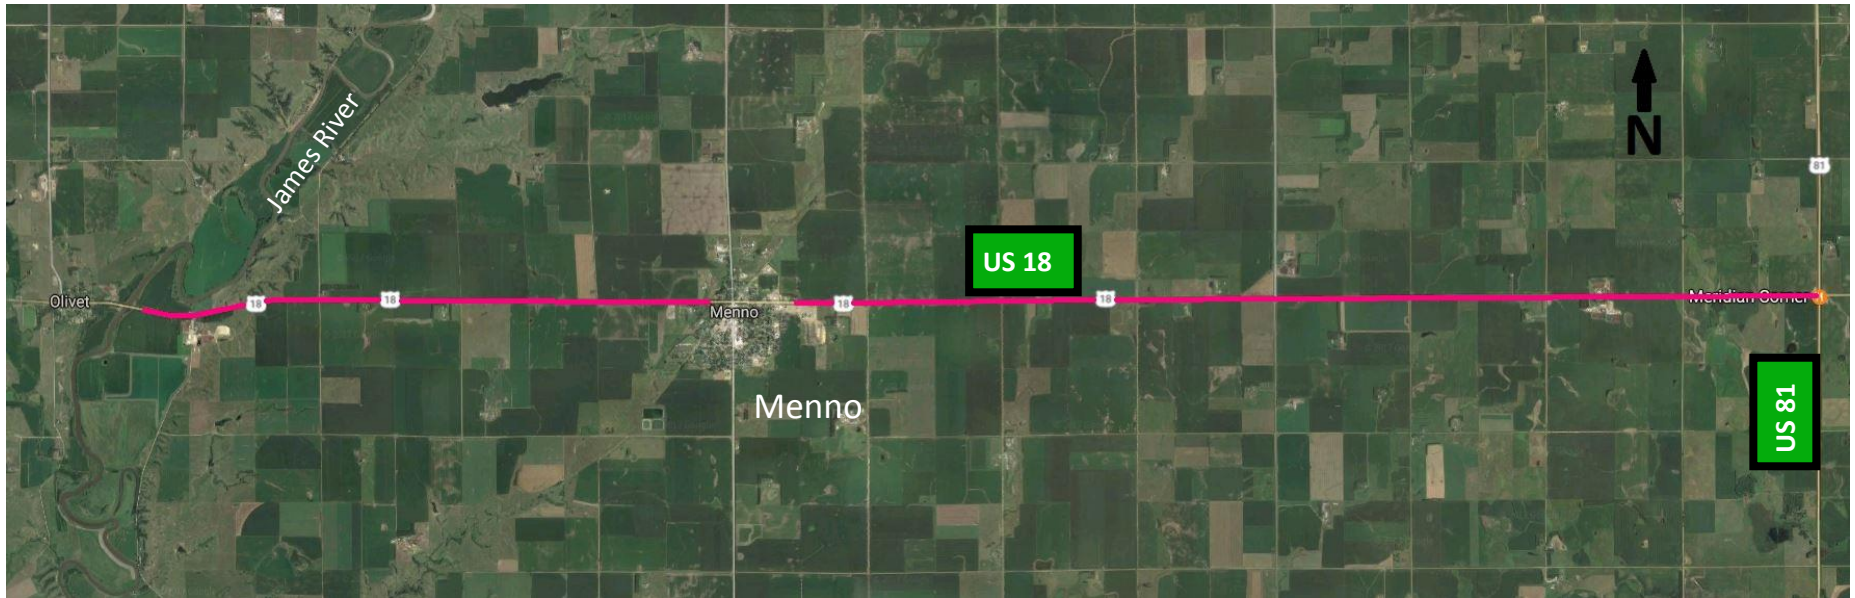 James River
N
81
US 18
Olivet
18
18
Menno
18
18
Meridian Corner
Menno
US 81